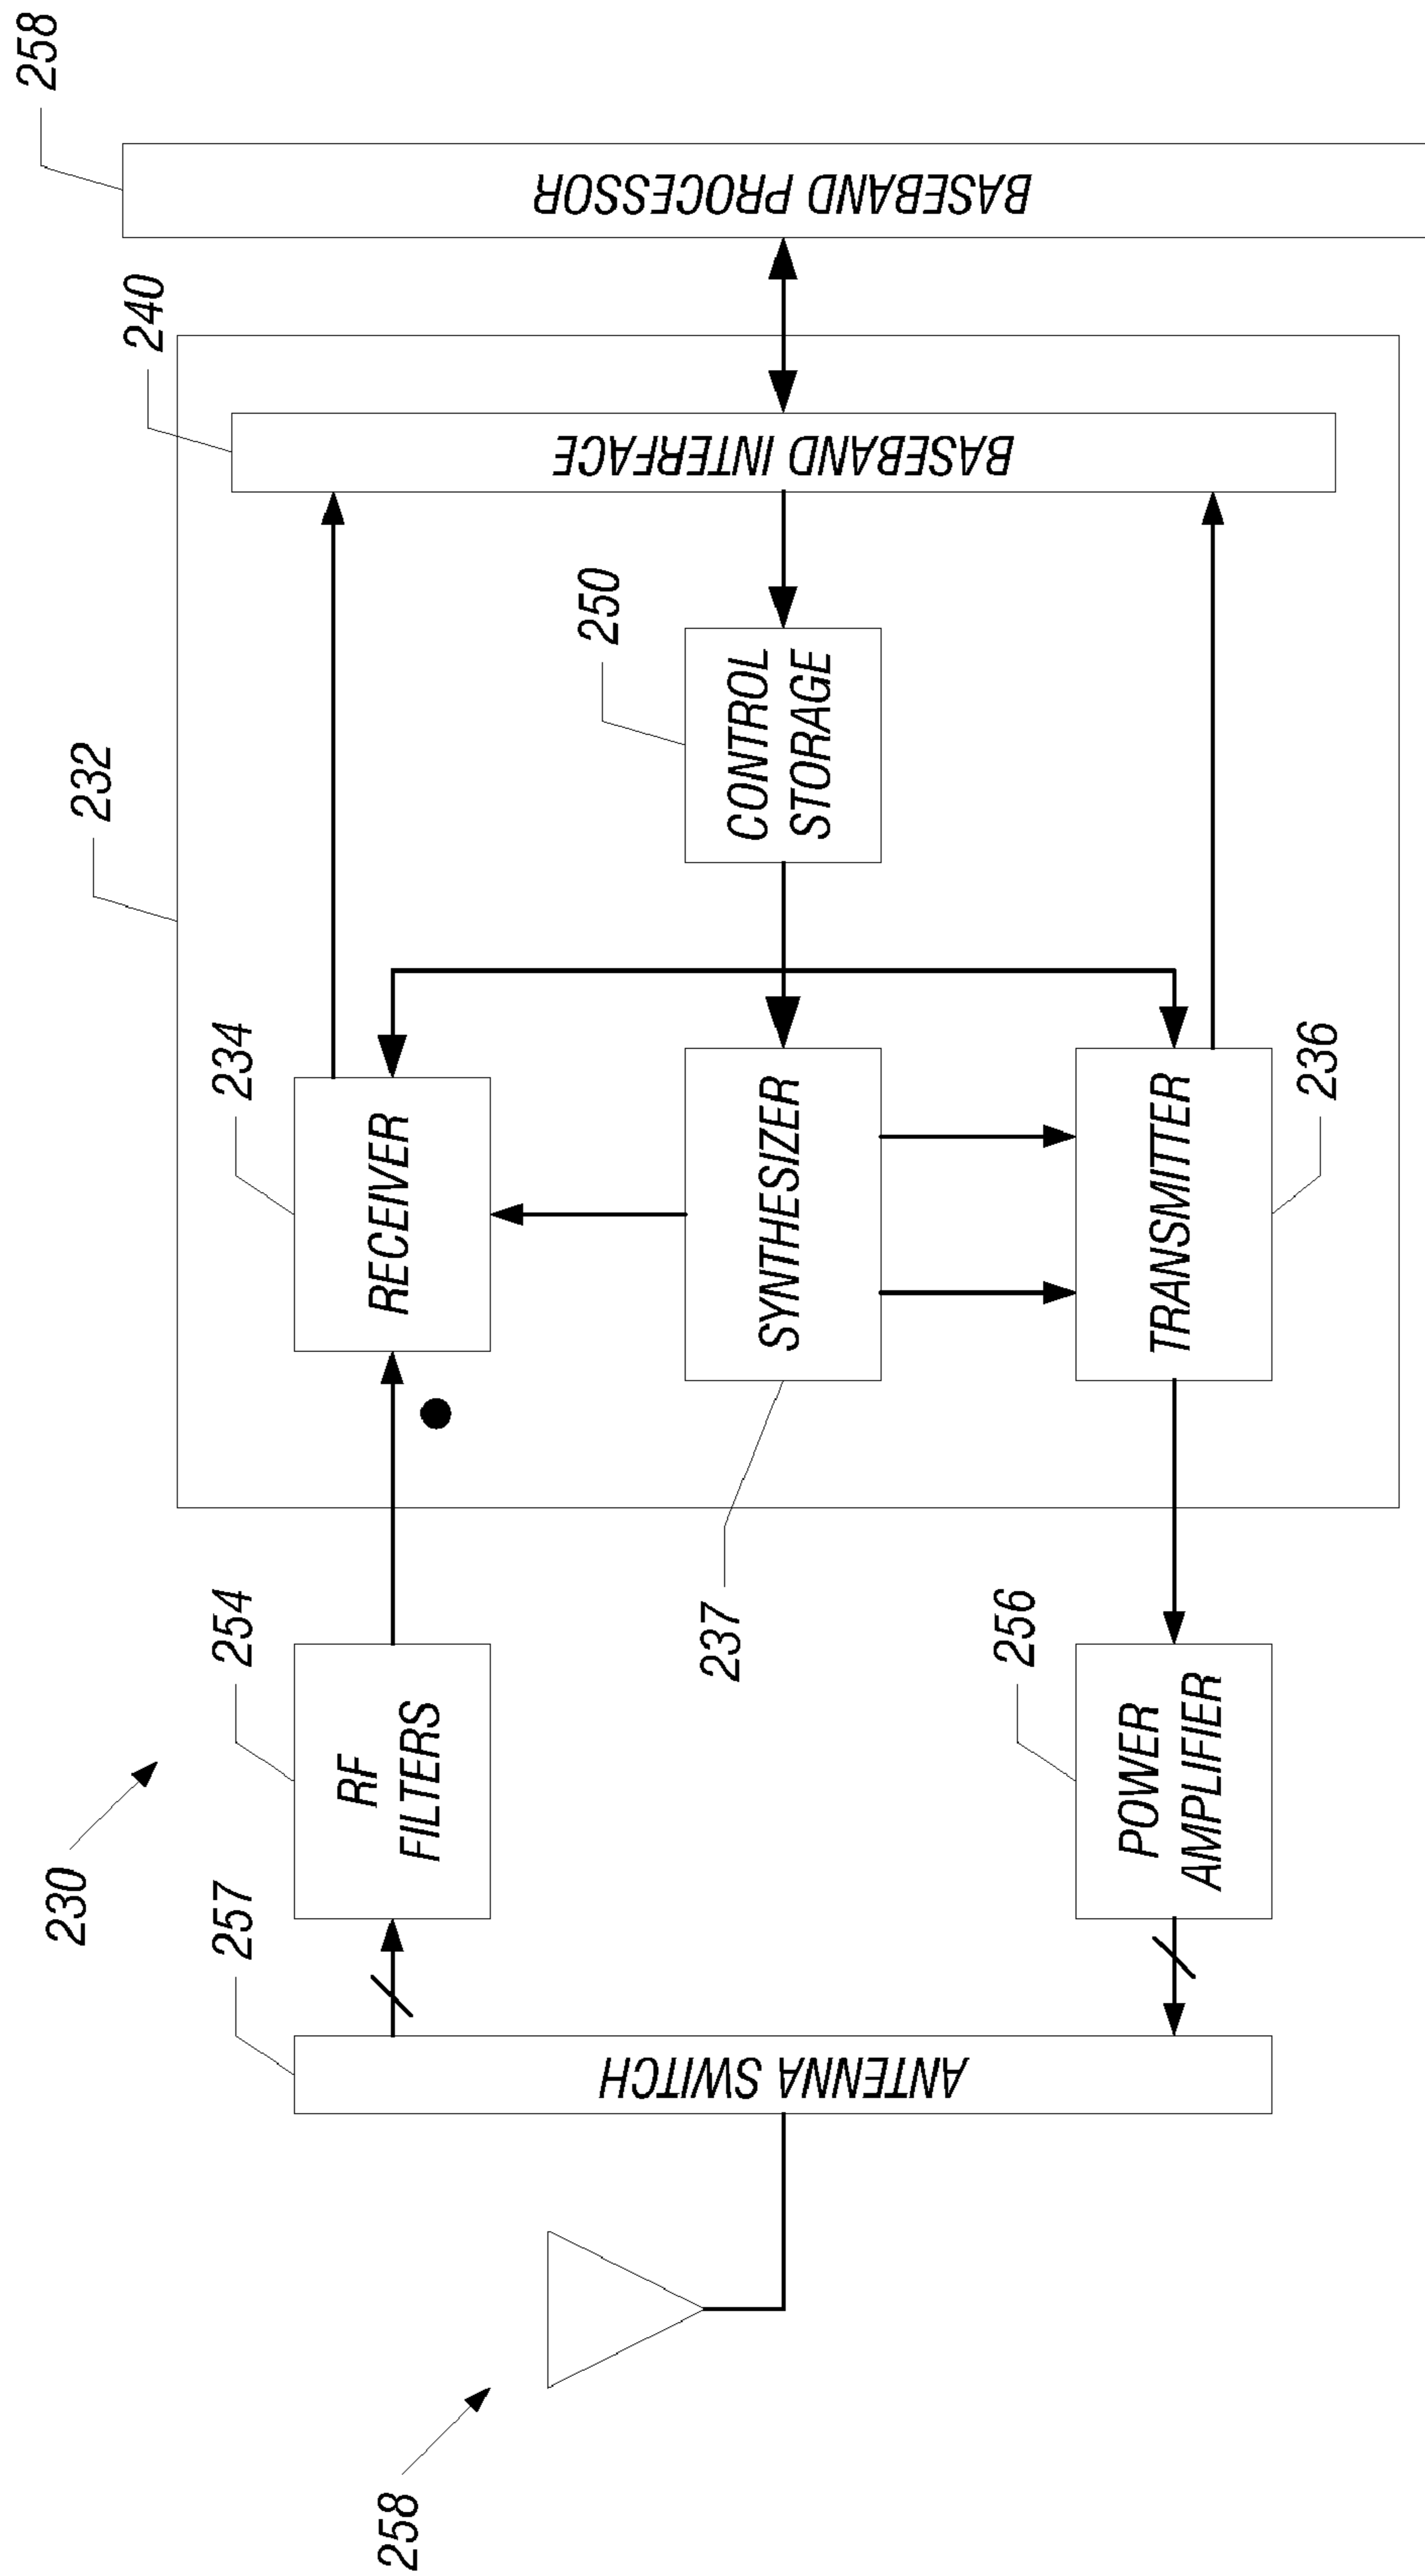 230
258
257
ANTENNA SWITCH
254
RF
FILTERS
256
POWER
AMPLIFIER
232
234
RECEIVER
237
SYNTHESIZER
236
TRANSMITTER
250
CONTROL
STORAGE
240
BASEBAND INTERFACE
258
BASEBAND PROCESSOR